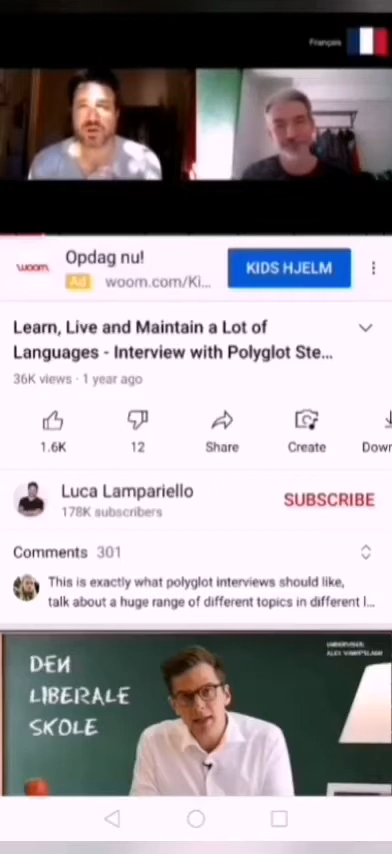 Français
woom
Opdag nu!
Ad woom.com/Ki...
KIDS HJELM
Learn, Live and Maintain a Lot of
Languages - Interview with Polyglot Ste...
36K views · 1 year ago
1.6K
12
Share
Create
Down
Luca Lampariello
178K subscribers
SUBSCRIBE
Comments 301
This is exactly what polyglot interviews should like,
talk about a huge range of different topics in different l...
DEN
LIBERALE
SKOLE